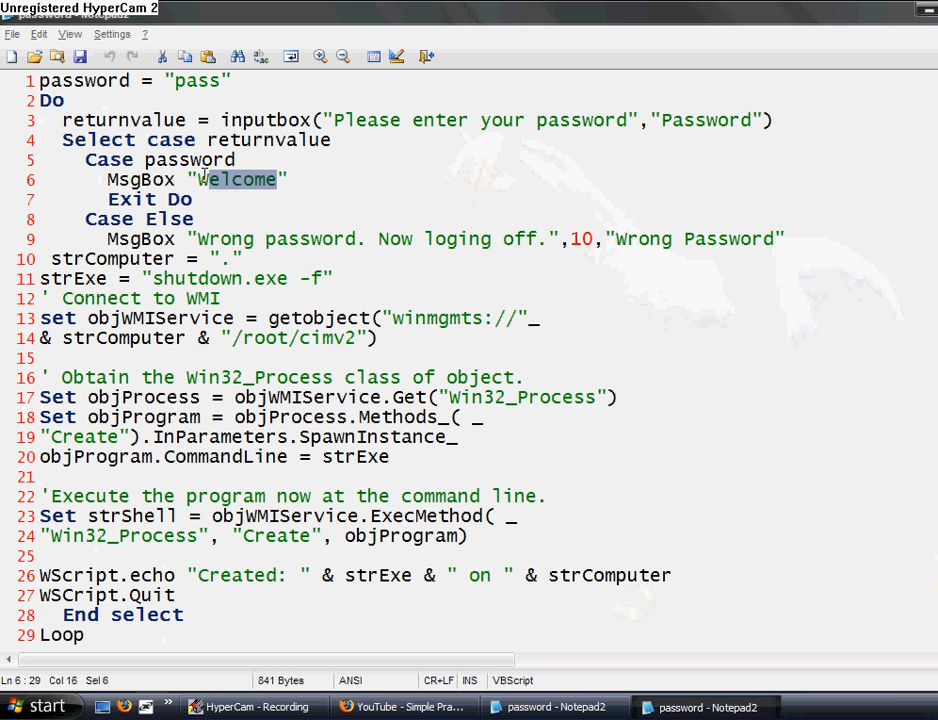 Unregistered HyperCam 2
password - Notepad2
File Edit View Settings ?
1 password = "pass"
2 Do
3 returnvalue = inputbox("Please enter your password","Password")
4 Select case returnvalue
5 Case password
6 MsgBox "Welcome"
7 Exit Do
8 Case Else
9 MsgBox "Wrong password. Now loging off.",10,"Wrong Password"
10 strComputer = "."
11 strExe = "shutdown.exe -f"
12 ' Connect to WMI
13 set objWMIService = getobject("winmgmts://"_
14 & strComputer & "/root/cimv2")
15
16 ' Obtain the Win32_Process class of object.
17 Set objProcess = objWMIService.Get("Win32_Process")
18 Set objProgram = objProcess.Methods_( _
19 "Create").InParameters.SpawnInstance_
20 objProgram.CommandLine = strExe
21
22 'Execute the program now at the command line.
23 Set strShell = objWMIService.ExecMethod( _
24 "Win32_Process", "Create", objProgram)
25
26 WScript.echo "Created: " & strExe & " on " & strComputer
27 WSCript.Quit
28 End select
29 Loop
Ln 6 : 29 Col 16 Sel 6 841 Bytes ANSI CR+LF INS VBScript
start » HyperCam - Recording YouTube - Simple Pra... password - Notepad2 password - Notepad2